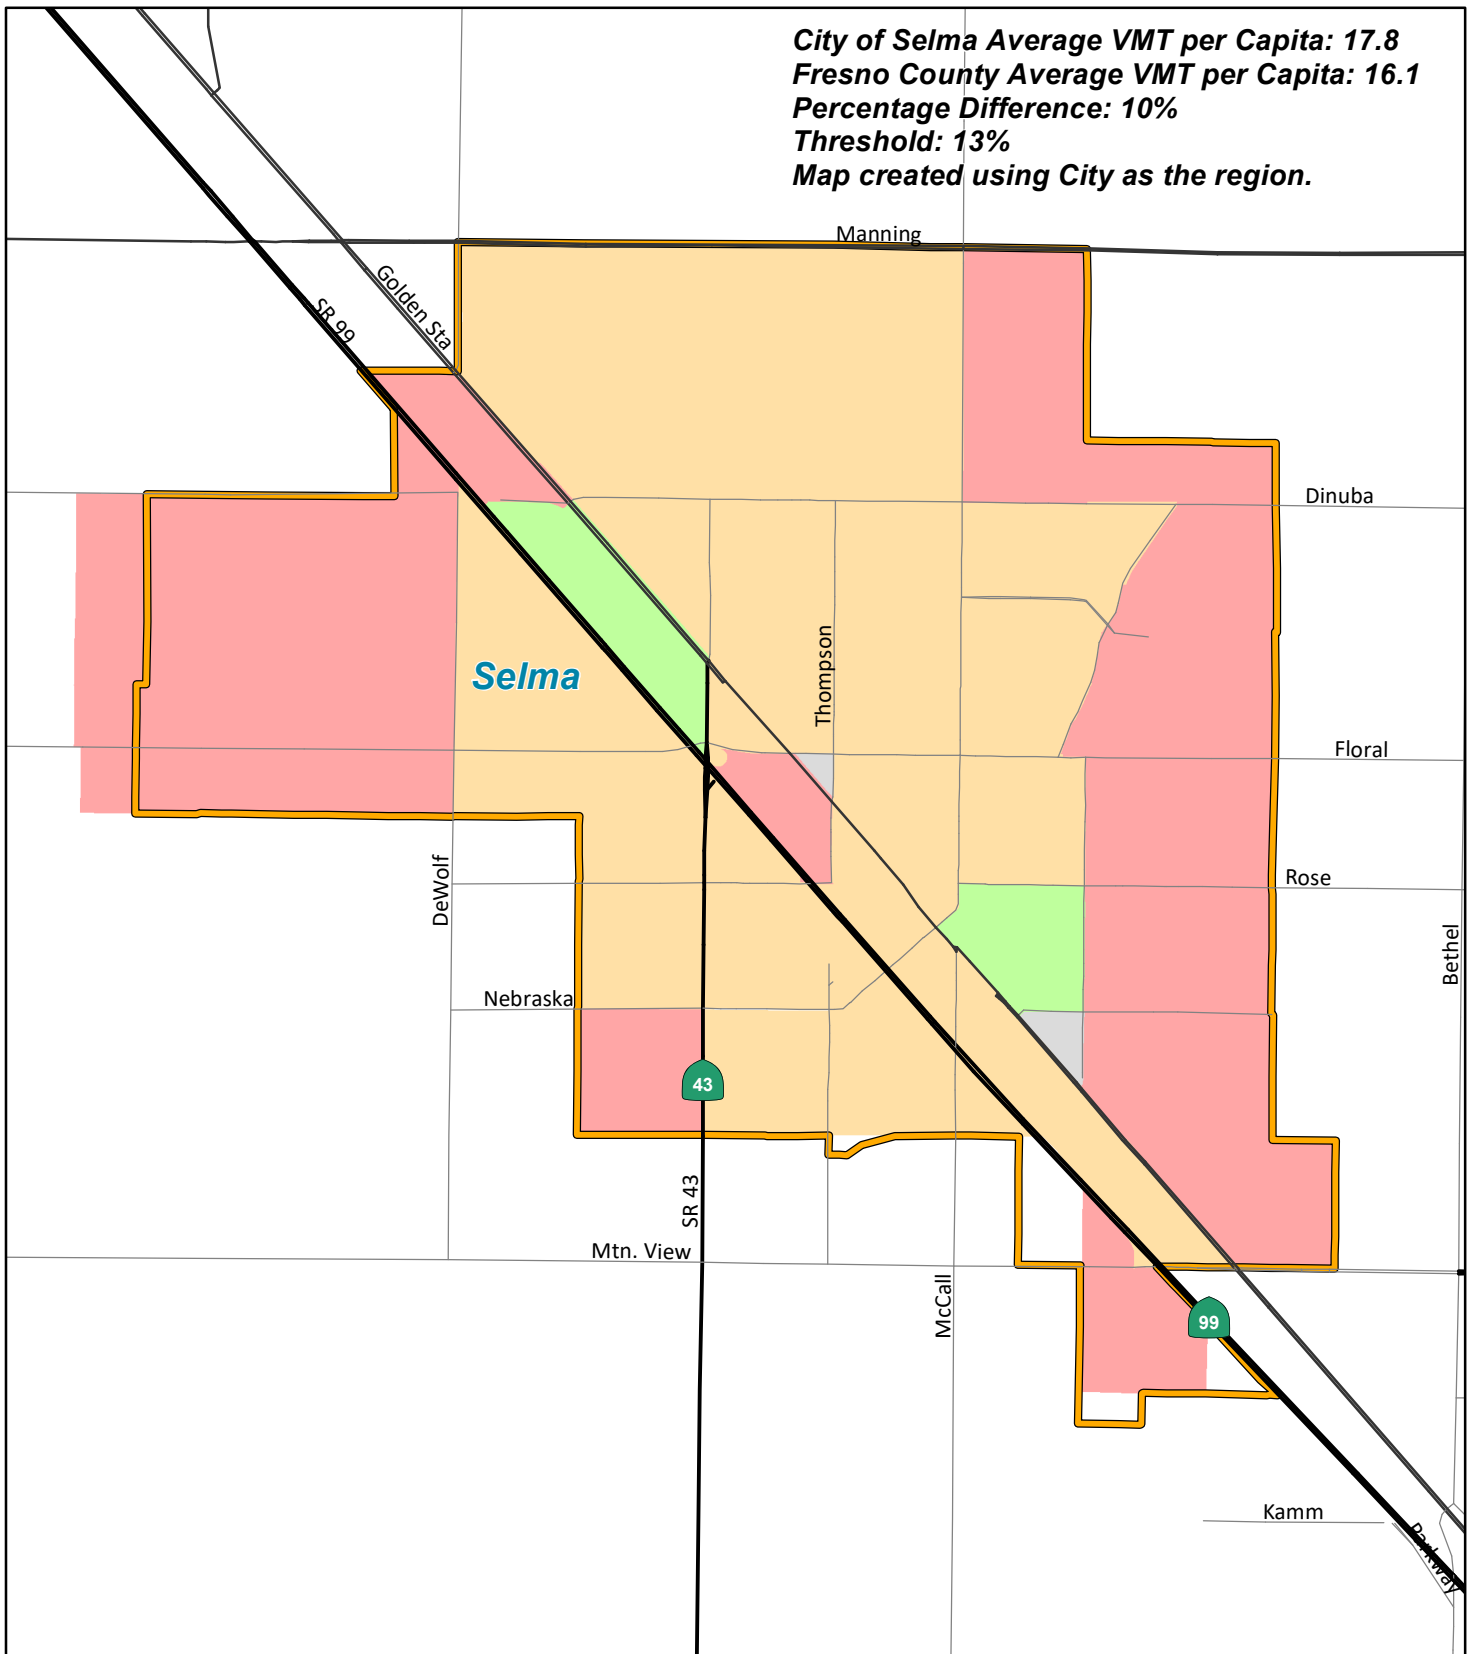 City of Selma Average VMT per Capita: 17.8
Fresno County Average VMT per Capita: 16.1
Percentage Difference: 10%
Threshold: 13%
Map created using City as the region.
Manning
Golden Sta
SR 99
Dinuba
Thompson
Selma
Floral
DeWolf
Rose
Bethel
Nebraska
43
SR 43
Mtn. View
McCall
99
Kamm
Parkway